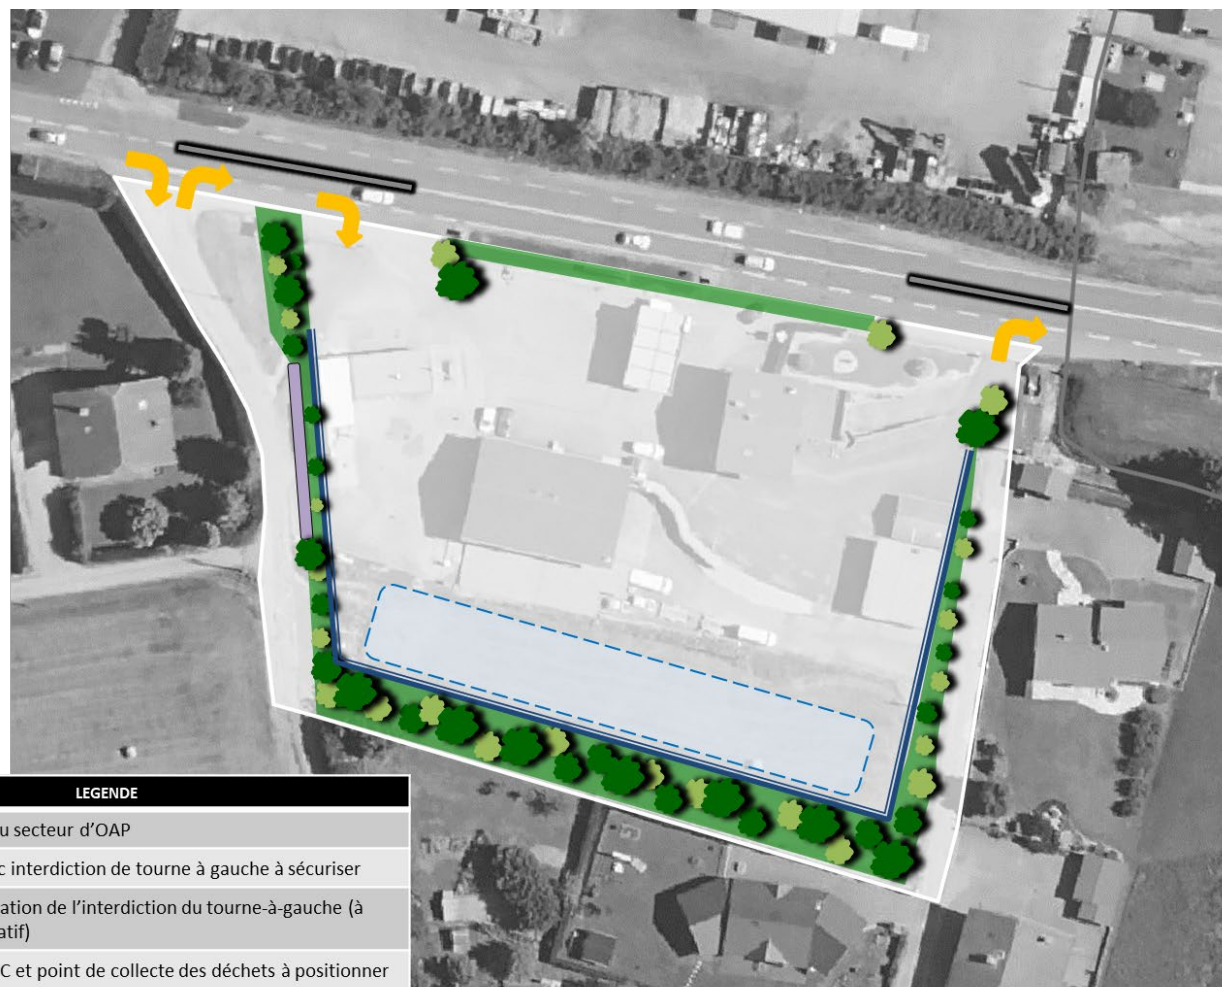 LEGENDE
u secteur d'OAP
c interdiction de tourne à gauche à sécuriser
ation de l'interdiction du tourne-à-gauche (à
atif)
C et point de collecte des déchets à positionner